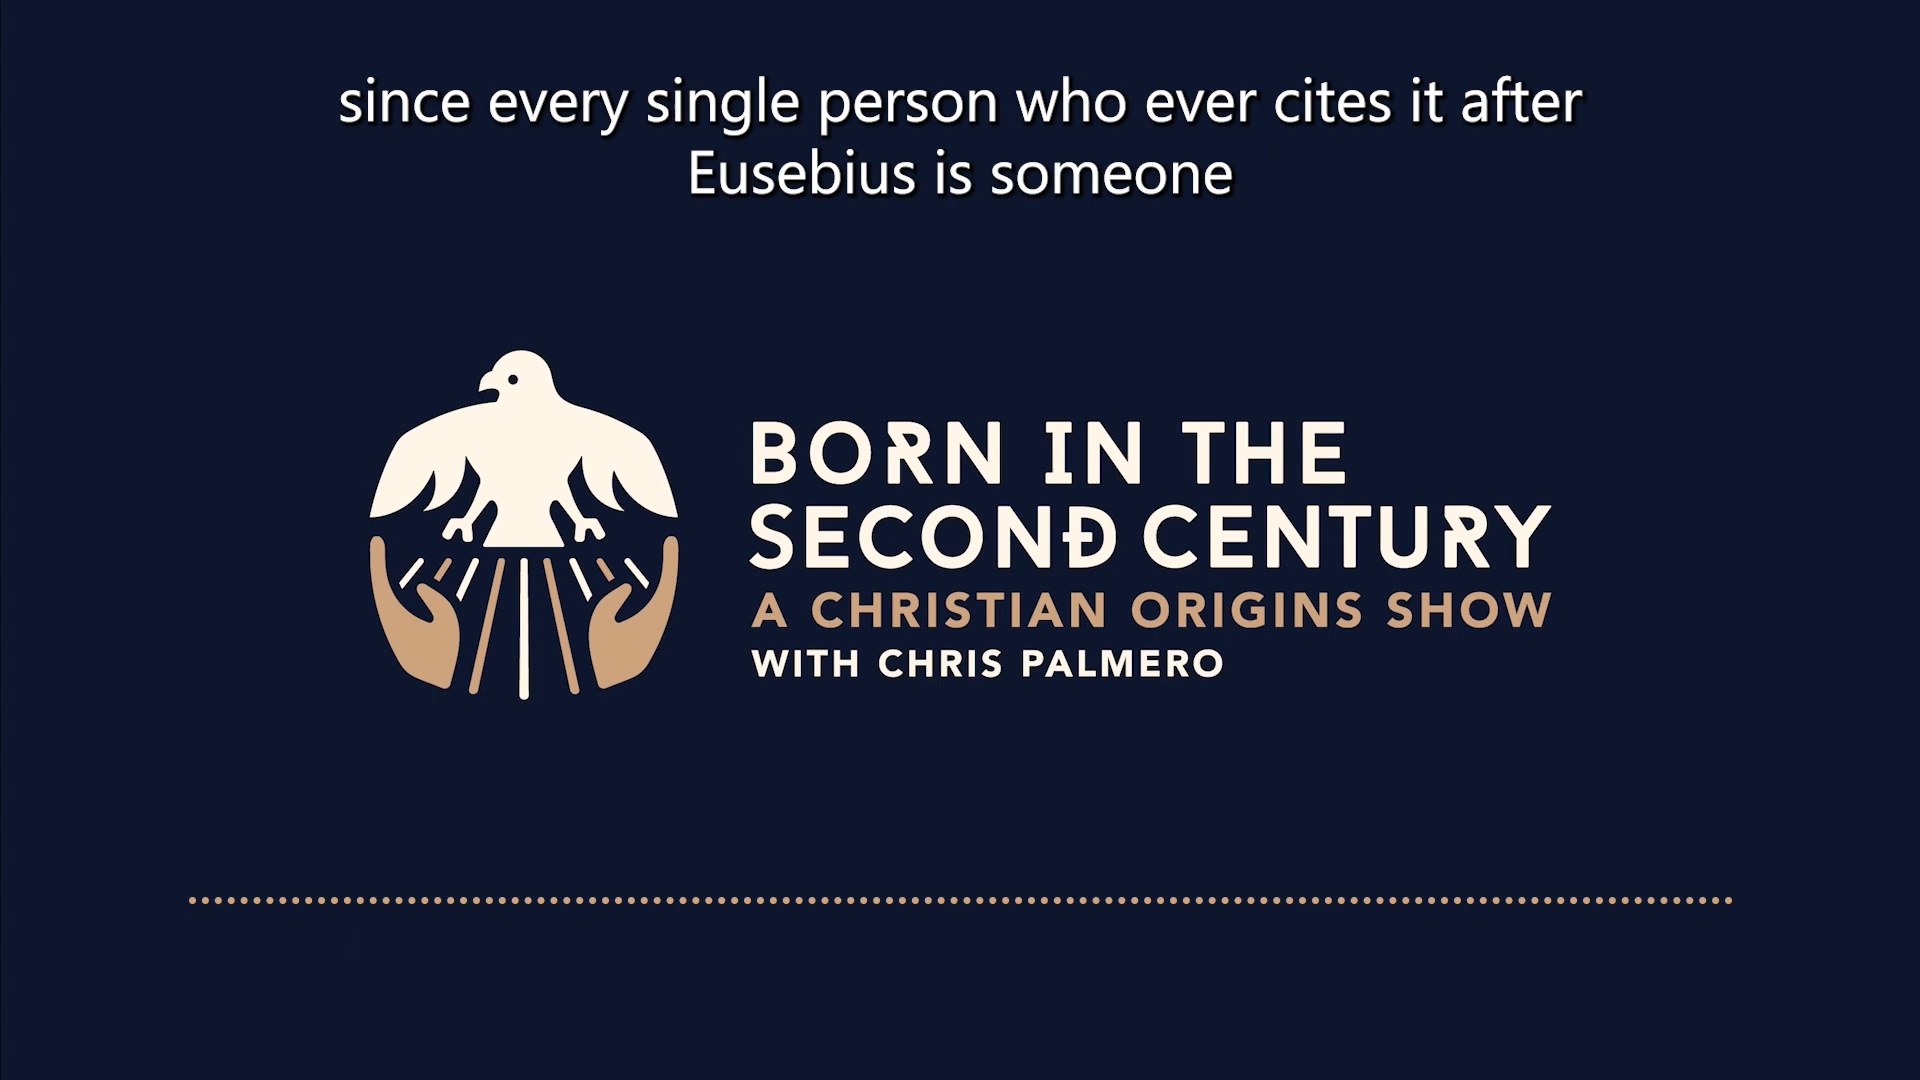 since every single person who ever cites it after
Eusebius is someone
BORN IN THE
SECOND CENTURY
A CHRISTIAN ORIGINS SHOW
WITH CHRIS PALMERO